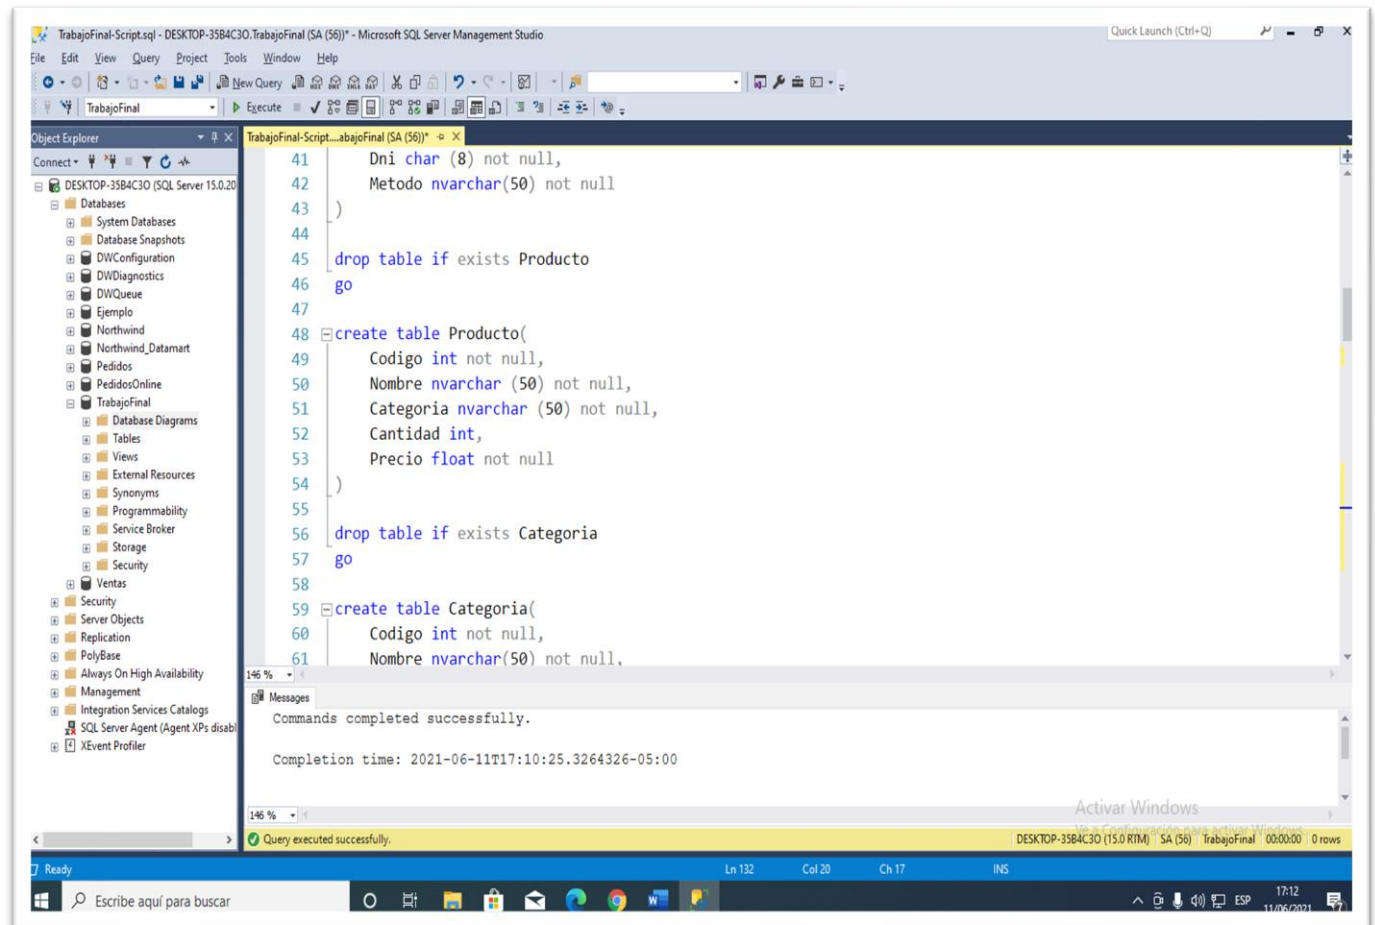 TrabajoFinal-Script.sql - DESKTOP-35B4C3O.TrabajoFinal (SA (56))* - Microsoft SQL Server Management Studio
Quick Launch (Ctrl+Q)
File Edit View Query Project Tools Window Help
New Query
TrabajoFinal Execute
Object Explorer
TrabajoFinal-Script....abajoFinal (SA (56))*
Connect
DESKTOP-35B4C3O (SQL Server 15.0.20
Databases
System Databases
Database Snapshots
DWConfiguration
DWDiagnostics
DWQueue
Ejemplo
Northwind
Northwind_Datamart
Pedidos
PedidosOnline
TrabajoFinal
Database Diagrams
Tables
Views
External Resources
Synonyms
Programmability
Service Broker
Storage
Security
Ventas
Security
Server Objects
Replication
PolyBase
Always On High Availability
Management
Integration Services Catalogs
SQL Server Agent (Agent XPs disabl
XEvent Profiler
41 Dni char (8) not null,
42 Metodo nvarchar(50) not null
43 )
44
45 drop table if exists Producto
46 go
47
48 create table Producto(
49 Codigo int not null,
50 Nombre nvarchar (50) not null,
51 Categoria nvarchar (50) not null,
52 Cantidad int,
53 Precio float not null
54 )
55
56 drop table if exists Categoria
57 go
58
59 create table Categoria(
60 Codigo int not null,
61 Nombre nvarchar(50) not null,
146 %
Messages
Commands completed successfully.
Completion time: 2021-06-11T17:10:25.3264326-05:00
146 %
Activar Windows
Ve a Configuración para activar Windows.
Query executed successfully.
DESKTOP-35B4C3O (15.0 RTM) SA (56) TrabajoFinal 00:00:00 0 rows
Ready Ln 132 Col 20 Ch 17 INS
Escribe aquí para buscar
ESP
17:12
11/06/2021